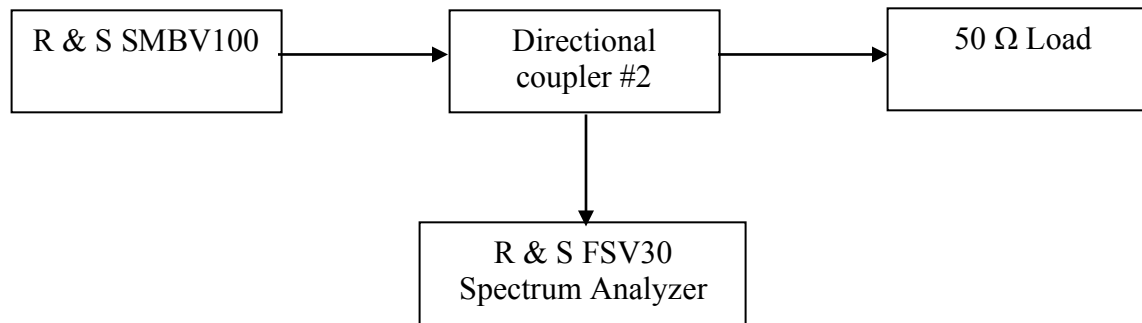 R & S SMBV100
Directional
coupler #2
50 Ω Load
R & S FSV30
Spectrum Analyzer